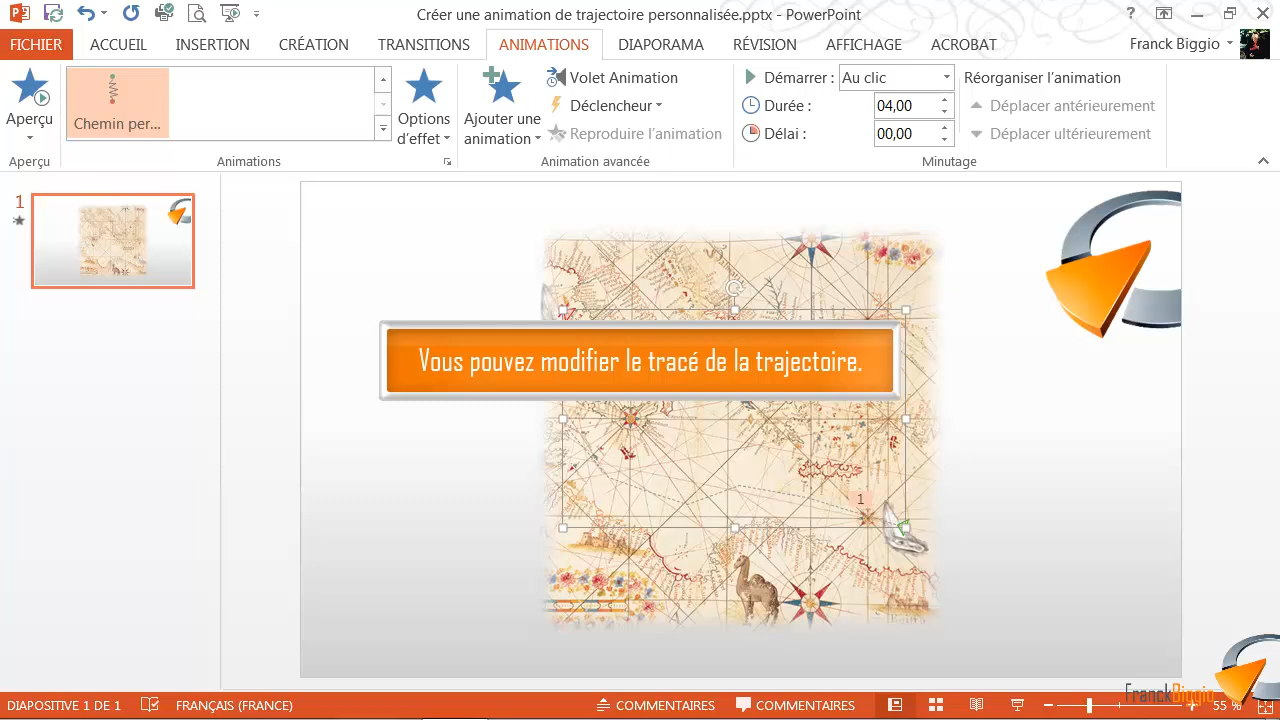 Créer une animation de trajectoire personnalisée.pptx - PowerPoint
?
FICHIER ACCUEIL INSERTION CRÉATION TRANSITIONS ANIMATIONS DIAPORAMA RÉVISION AFFICHAGE ACROBAT Franck Biggio
Aperçu
Chemin per...
Options d'effet
Ajouter une animation
Volet Animation
Déclencheur
Reproduire l'animation
Démarrer : Au clic
Durée : 04,00
Délai : 00,00
Réorganiser l'animation
Déplacer antérieurement
Déplacer ultérieurement
Aperçu Animations Animation avancée Minutage
1
Vous pouvez modifier le tracé de la trajectoire.
1
FranckBiggio
DIAPOSITIVE 1 DE 1 FRANÇAIS (FRANCE) COMMENTAIRES COMMENTAIRES 55 %